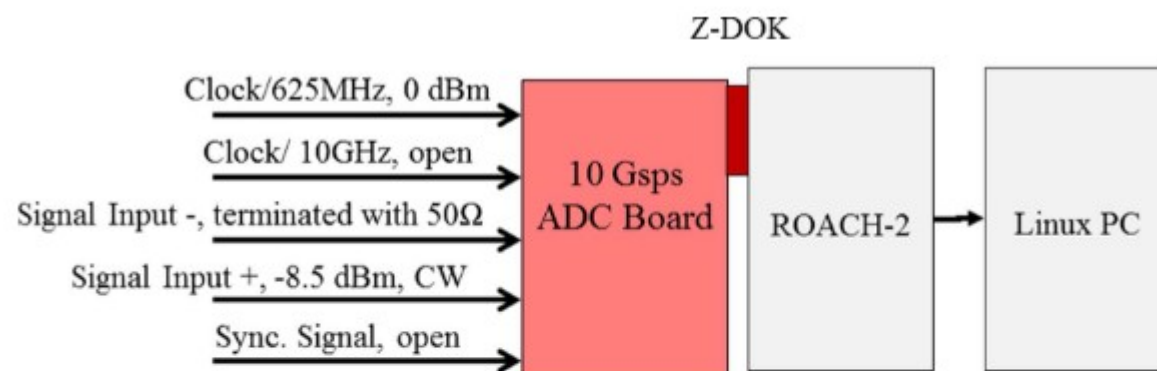 Z-DOK
Clock/625MHz, 0 dBm
Clock/ 10GHz, open
Signal Input -, terminated with 50Ω
Signal Input +, -8.5 dBm, CW
Sync. Signal, open
10 Gsps
ADC Board
ROACH-2
Linux PC